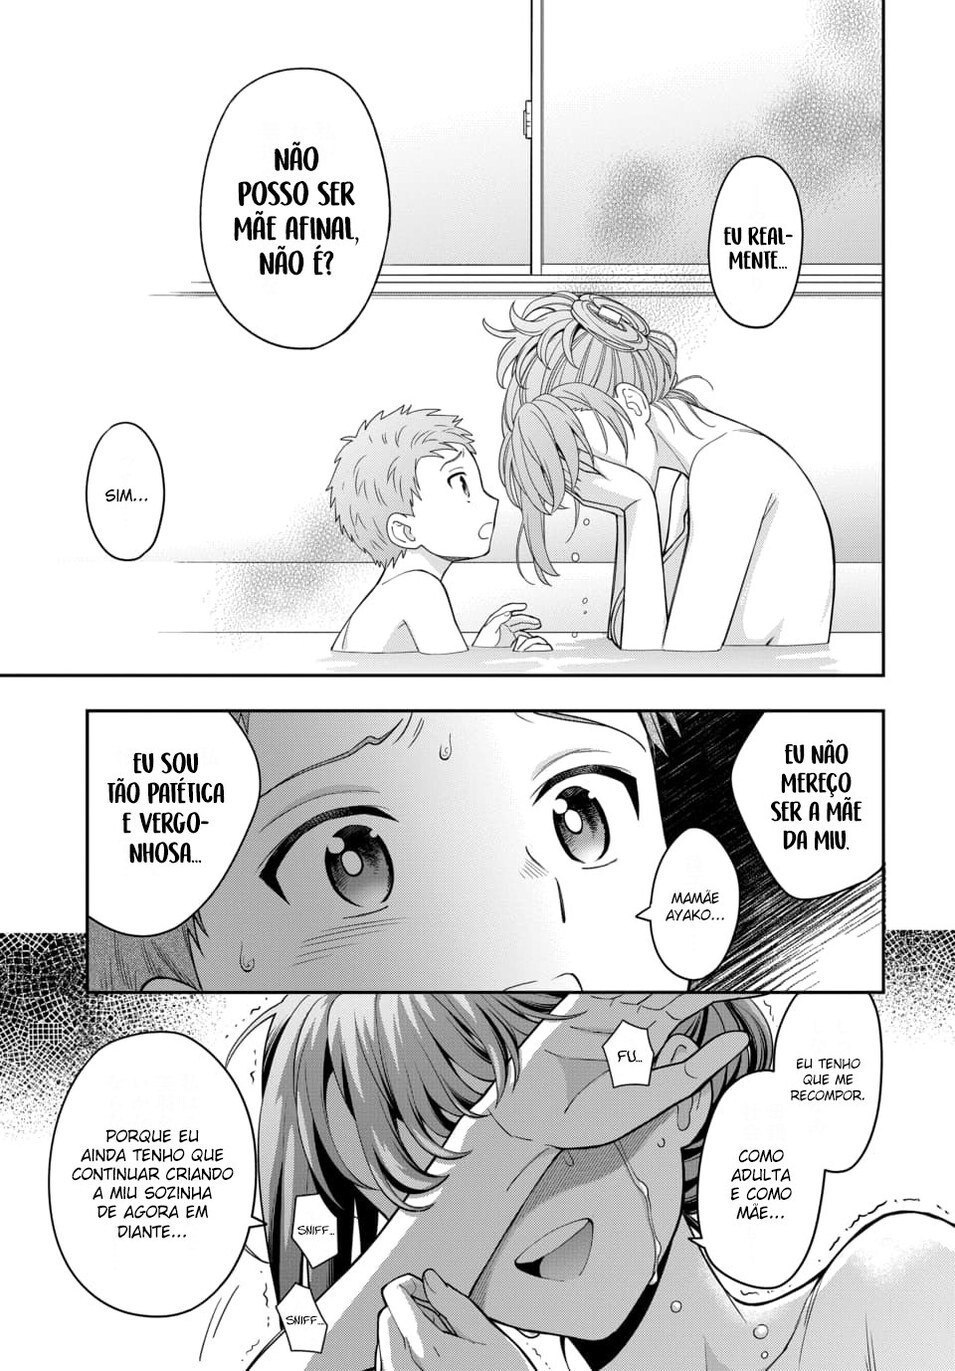 EU REAL-
MENTE...
NÃO
POSSO SER
MÃE AFINAL,
NÃO É?
SIM...
EU NÃO
MEREÇO
SER A MÃE
DA MIU.
MAMÃE
AYAKO...
EU SOU
TÃO PATÉTICA
E VERGO-
NHOSA...
EU TENHO
QUE ME
RECOMPOR.
COMO
ADULTA
E COMO
MÃE...
FU...
PORQUE EU
AINDA TENHO QUE
CONTINUAR CRIANDO
A MIU SOZINHA
DE AGORA EM
DIANTE...
SNIFF..
SNIFF...